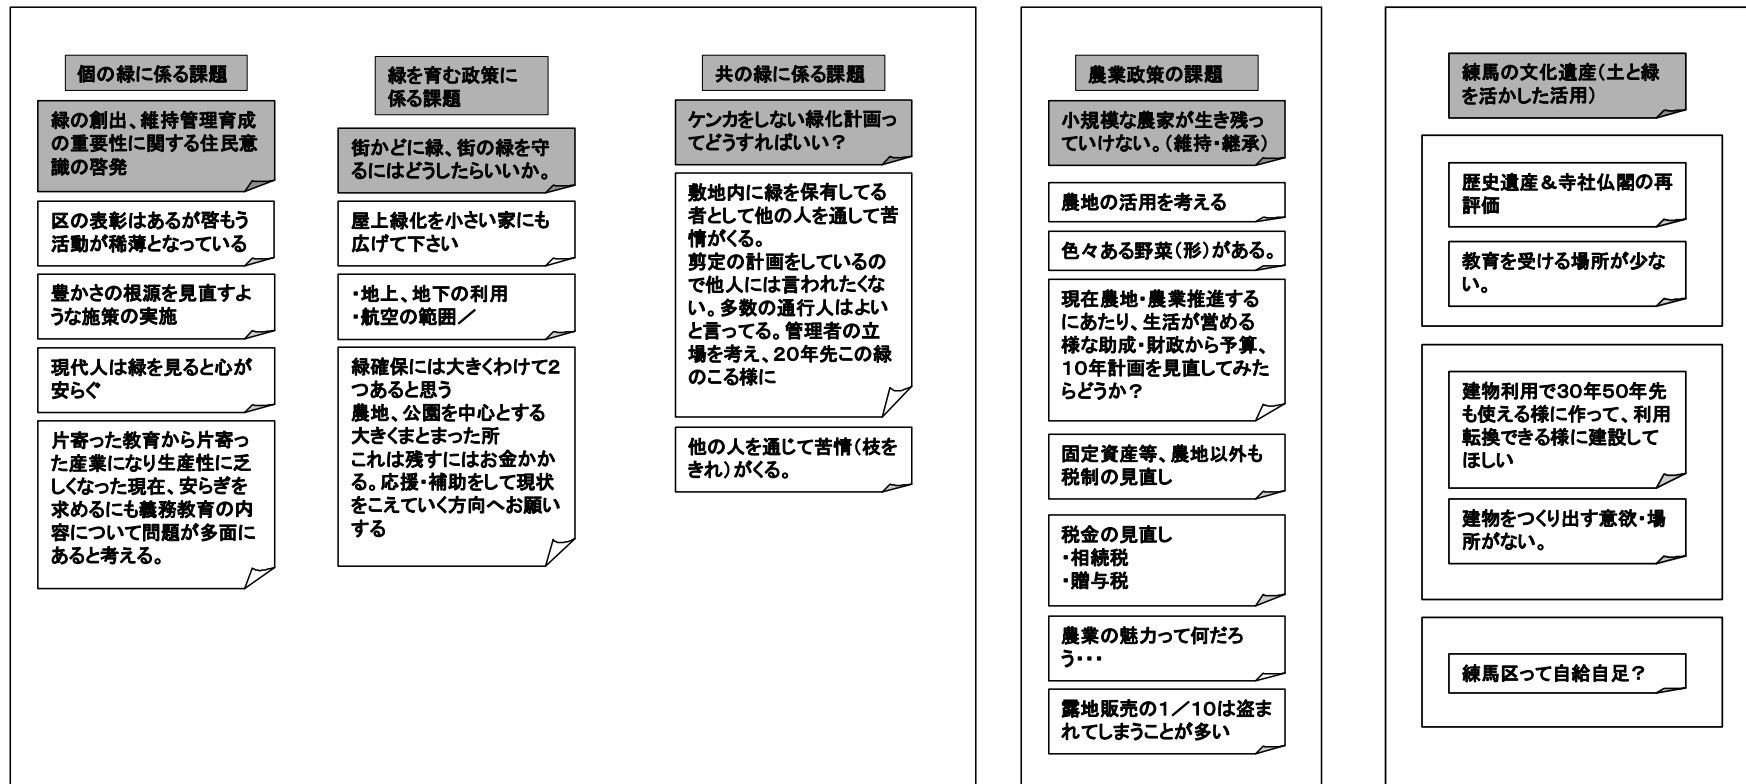 個の緑に係る課題
緑の創出、維持管理育成
の重要性に関する住民意
識の啓発
区の表彰はあるが啓もう
活動が稀薄となっている
豊かさの根源を見直すよ
うな施策の実施
現代人は緑を見ると心が
安らぐ
片寄った教育から片寄っ
た産業になり生産性に乏
しくなった現在、安らぎを
求めるにも義務教育の内
容について問題が多面に
あると考える。
緑を育む政策に
係る課題
街かどに緑、街の緑を守
るにはどうしたらいいか。
屋上緑化を小さい家にも
広げて下さい
・地上、地下の利用
・航空の範囲／
緑確保には大きくわけて2
つあると思う
農地、公園を中心とする
大きくまとまった所
これは残すにはお金かか
る。応援・補助をして現状
をこえていく方向へお願い
する
共の緑に係る課題
ケンカをしない緑化計画っ
てどうすればいい？
敷地内に緑を保有してる
者として他の人を通して苦
情がくる。
剪定の計画をしているの
で他人には言われたくな
い。多数の通行人はよい
と言ってる。管理者の立
場を考え、20年先この緑
のこる様に
他の人を通じて苦情（枝を
きれ）がくる。
農業政策の課題
小規模な農家が生き残っ
ていけない。（維持・継承）
農地の活用を考える
色々ある野菜（形）がある。
現在農地・農業推進する
にあたり、生活が営める
様な助成・財政から予算、
10年計画を見直してみた
らどうか？
固定資産等、農地以外も
税制の見直し
税金の見直し
・相続税
・贈与税
農業の魅力って何だろ
う・・・
露地販売の1／10は盗ま
れてしまうことが多い
練馬の文化遺産（土と緑
を活かした活用）
歴史遺産＆寺社仏閣の再
評価
教育を受ける場所が少な
い。
建物利用で30年50年先
も使える様に作って、利用
転換できる様に建設して
ほしい
建物をつくり出す意欲・場
所がない。
練馬区って自給自足？